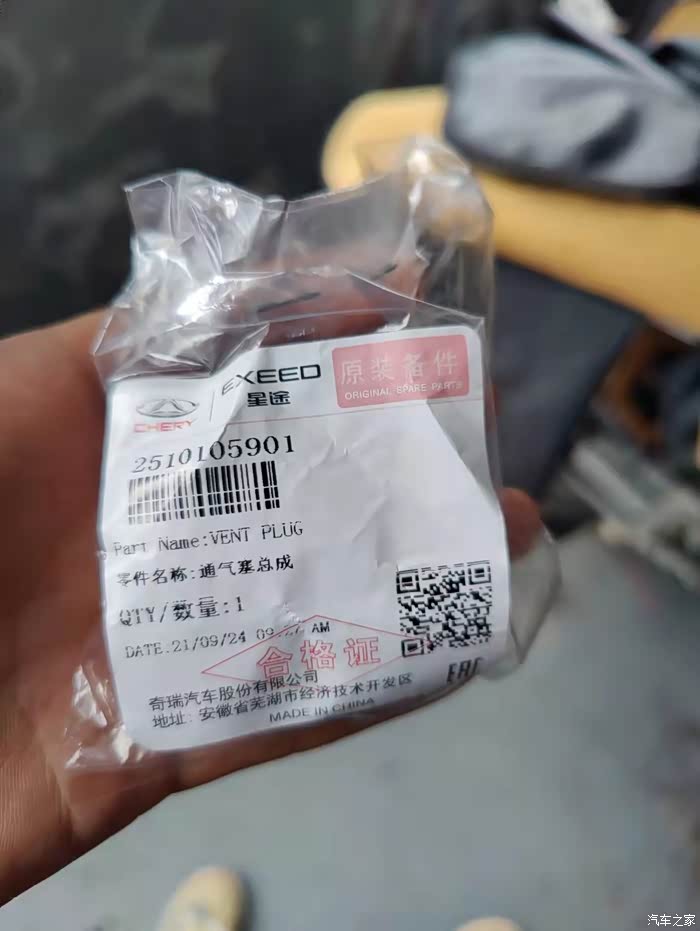 CHERY
EXEED
星途
原装备件
ORIGINAL SPARE PARTS
2510105901
Part Name:VENT PLUG
零件名称:通气塞总成
QTY/数量:1
DATE.21/09/24 09: AM
合格证
奇瑞汽车股份有限公司
地址: 安徽省芜湖市经济技术开发区
MADE IN CHINA
EAC
汽车之家